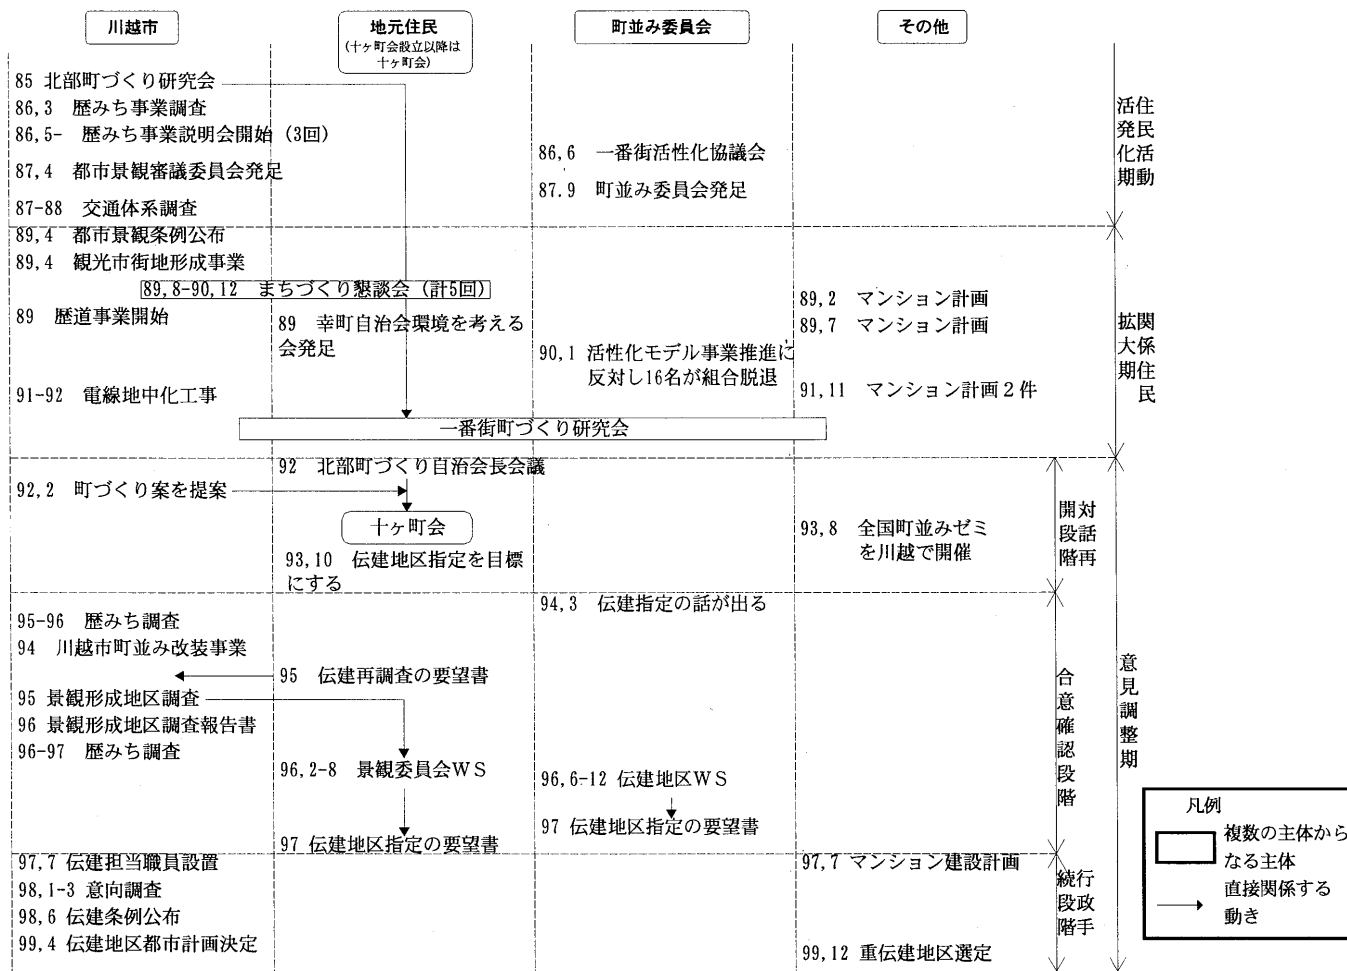 川越市
地元住民
(十ヶ町会設立以降は
十ヶ町会)
町並み委員会
その他
85 北部町づくり研究会
86,3 歴みち事業調査
86,5- 歴みち事業説明会開始 (3回)
87,4 都市景観審議委員会発足
87-88 交通体系調査
86,6 一番街活性化協議会
87.9 町並み委員会発足
住民活動
活発化期
89,4 都市景観条例公布
89,4 観光市街地形成事業
89,8-90,12 まちづくり懇談会 (計5回)
89 歴道事業開始
91-92 電線地中化工事
89 幸町自治会環境を考える
会発足
90,1 活性化モデル事業推進に
反対し16名が組合脱退
89,2 マンション計画
89,7 マンション計画
91,11 マンション計画2件
一番街町づくり研究会
関係住民
拡大期
92 北部町づくり自治会長会議
92,2 町づくり案を提案
十ヶ町会
93,10 伝建地区指定を目標
にする
93,8 全国町並みゼミ
を川越で開催
対話再
開段階
94,3 伝建指定の話が出る
95-96 歴みち調査
94 川越市町並み改装事業
95 伝建再調査の要望書
95 景観形成地区調査
96 景観形成地区調査報告書
96-97 歴みち調査
96,2-8 景観委員会WS
96,6-12 伝建地区WS
97 伝建地区指定の要望書
97 伝建地区指定の要望書
合意確認段階
意見調整期
97,7 伝建担当職員設置
98,1-3 意向調査
98,6 伝建条例公布
99,4 伝建地区都市計画決定
97,7 マンション建設計画
99,12 重伝建地区選定
行政手
続段階
凡例
複数の主体から
なる主体
直接関係する
動き